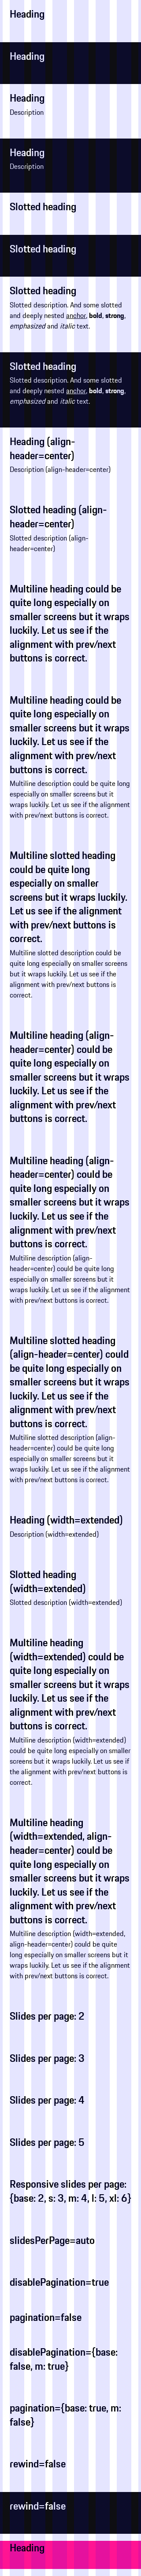 Heading
Heading
Heading
Description
Heading
Description
Slotted heading
Slotted heading
Slotted heading
Slotted description. And some slotted
and deeply nested anchor, bold, strong,
emphasized and italic text.
Slotted heading
Slotted description. And some slotted
and deeply nested anchor, bold, strong,
emphasized and italic text.
Heading (align-
header=center)
Description (align-header=center)
Slotted heading (align-
header=center)
Slotted description (align-
header=center)
Multiline heading could be
quite long especially on
smaller screens but it wraps
luckily. Let us see if the
alignment with prev/next
buttons is correct.
Multiline heading could be
quite long especially on
smaller screens but it wraps
luckily. Let us see if the
alignment with prev/next
buttons is correct.
Multiline description could be quite long
especially on smaller screens but it
wraps luckily. Let us see if the alignment
with prev/next buttons is correct.
Multiline slotted heading
could be quite long
especially on smaller
screens but it wraps luckily.
Let us see if the alignment
with prev/next buttons is
correct.
Multiline slotted description could be
quite long especially on smaller screens
but it wraps luckily. Let us see if the
alignment with prev/next buttons is
correct.
Multiline heading (align-
header=center) could be
quite long especially on
smaller screens but it wraps
luckily. Let us see if the
alignment with prev/next
buttons is correct.
Multiline heading (align-
header=center) could be
quite long especially on
smaller screens but it wraps
luckily. Let us see if the
alignment with prev/next
buttons is correct.
Multiline description (align-
header=center) could be quite long
especially on smaller screens but it
wraps luckily. Let us see if the alignment
with prev/next buttons is correct.
Multiline slotted heading
(align-header=center) could
be quite long especially on
smaller screens but it wraps
luckily. Let us see if the
alignment with prev/next
buttons is correct.
Multiline slotted description (align-
header=center) could be quite long
especially on smaller screens but it
wraps luckily. Let us see if the alignment
with prev/next buttons is correct.
Heading (width=extended)
Description (width=extended)
Slotted heading
(width=extended)
Slotted description (width=extended)
Multiline heading
(width=extended) could be
quite long especially on
smaller screens but it wraps
luckily. Let us see if the
alignment with prev/next
buttons is correct.
Multiline description (width=extended)
could be quite long especially on smaller
screens but it wraps luckily. Let us see if
the alignment with prev/next buttons is
correct.
Multiline heading
(width=extended, align-
header=center) could be
quite long especially on
smaller screens but it wraps
luckily. Let us see if the
alignment with prev/next
buttons is correct.
Multiline description (width=extended,
align-header=center) could be quite
long especially on smaller screens but it
wraps luckily. Let us see if the alignment
with prev/next buttons is correct.
Slides per page: 2
Slides per page: 3
Slides per page: 4
Slides per page: 5
Responsive slides per page:
{base: 2, s: 3, m: 4, l: 5, xl: 6}
slidesPerPage=auto
disablePagination=true
pagination=false
disablePagination={base:
false, m: true}
pagination={base: true, m:
false}
rewind=false
rewind=false
Heading